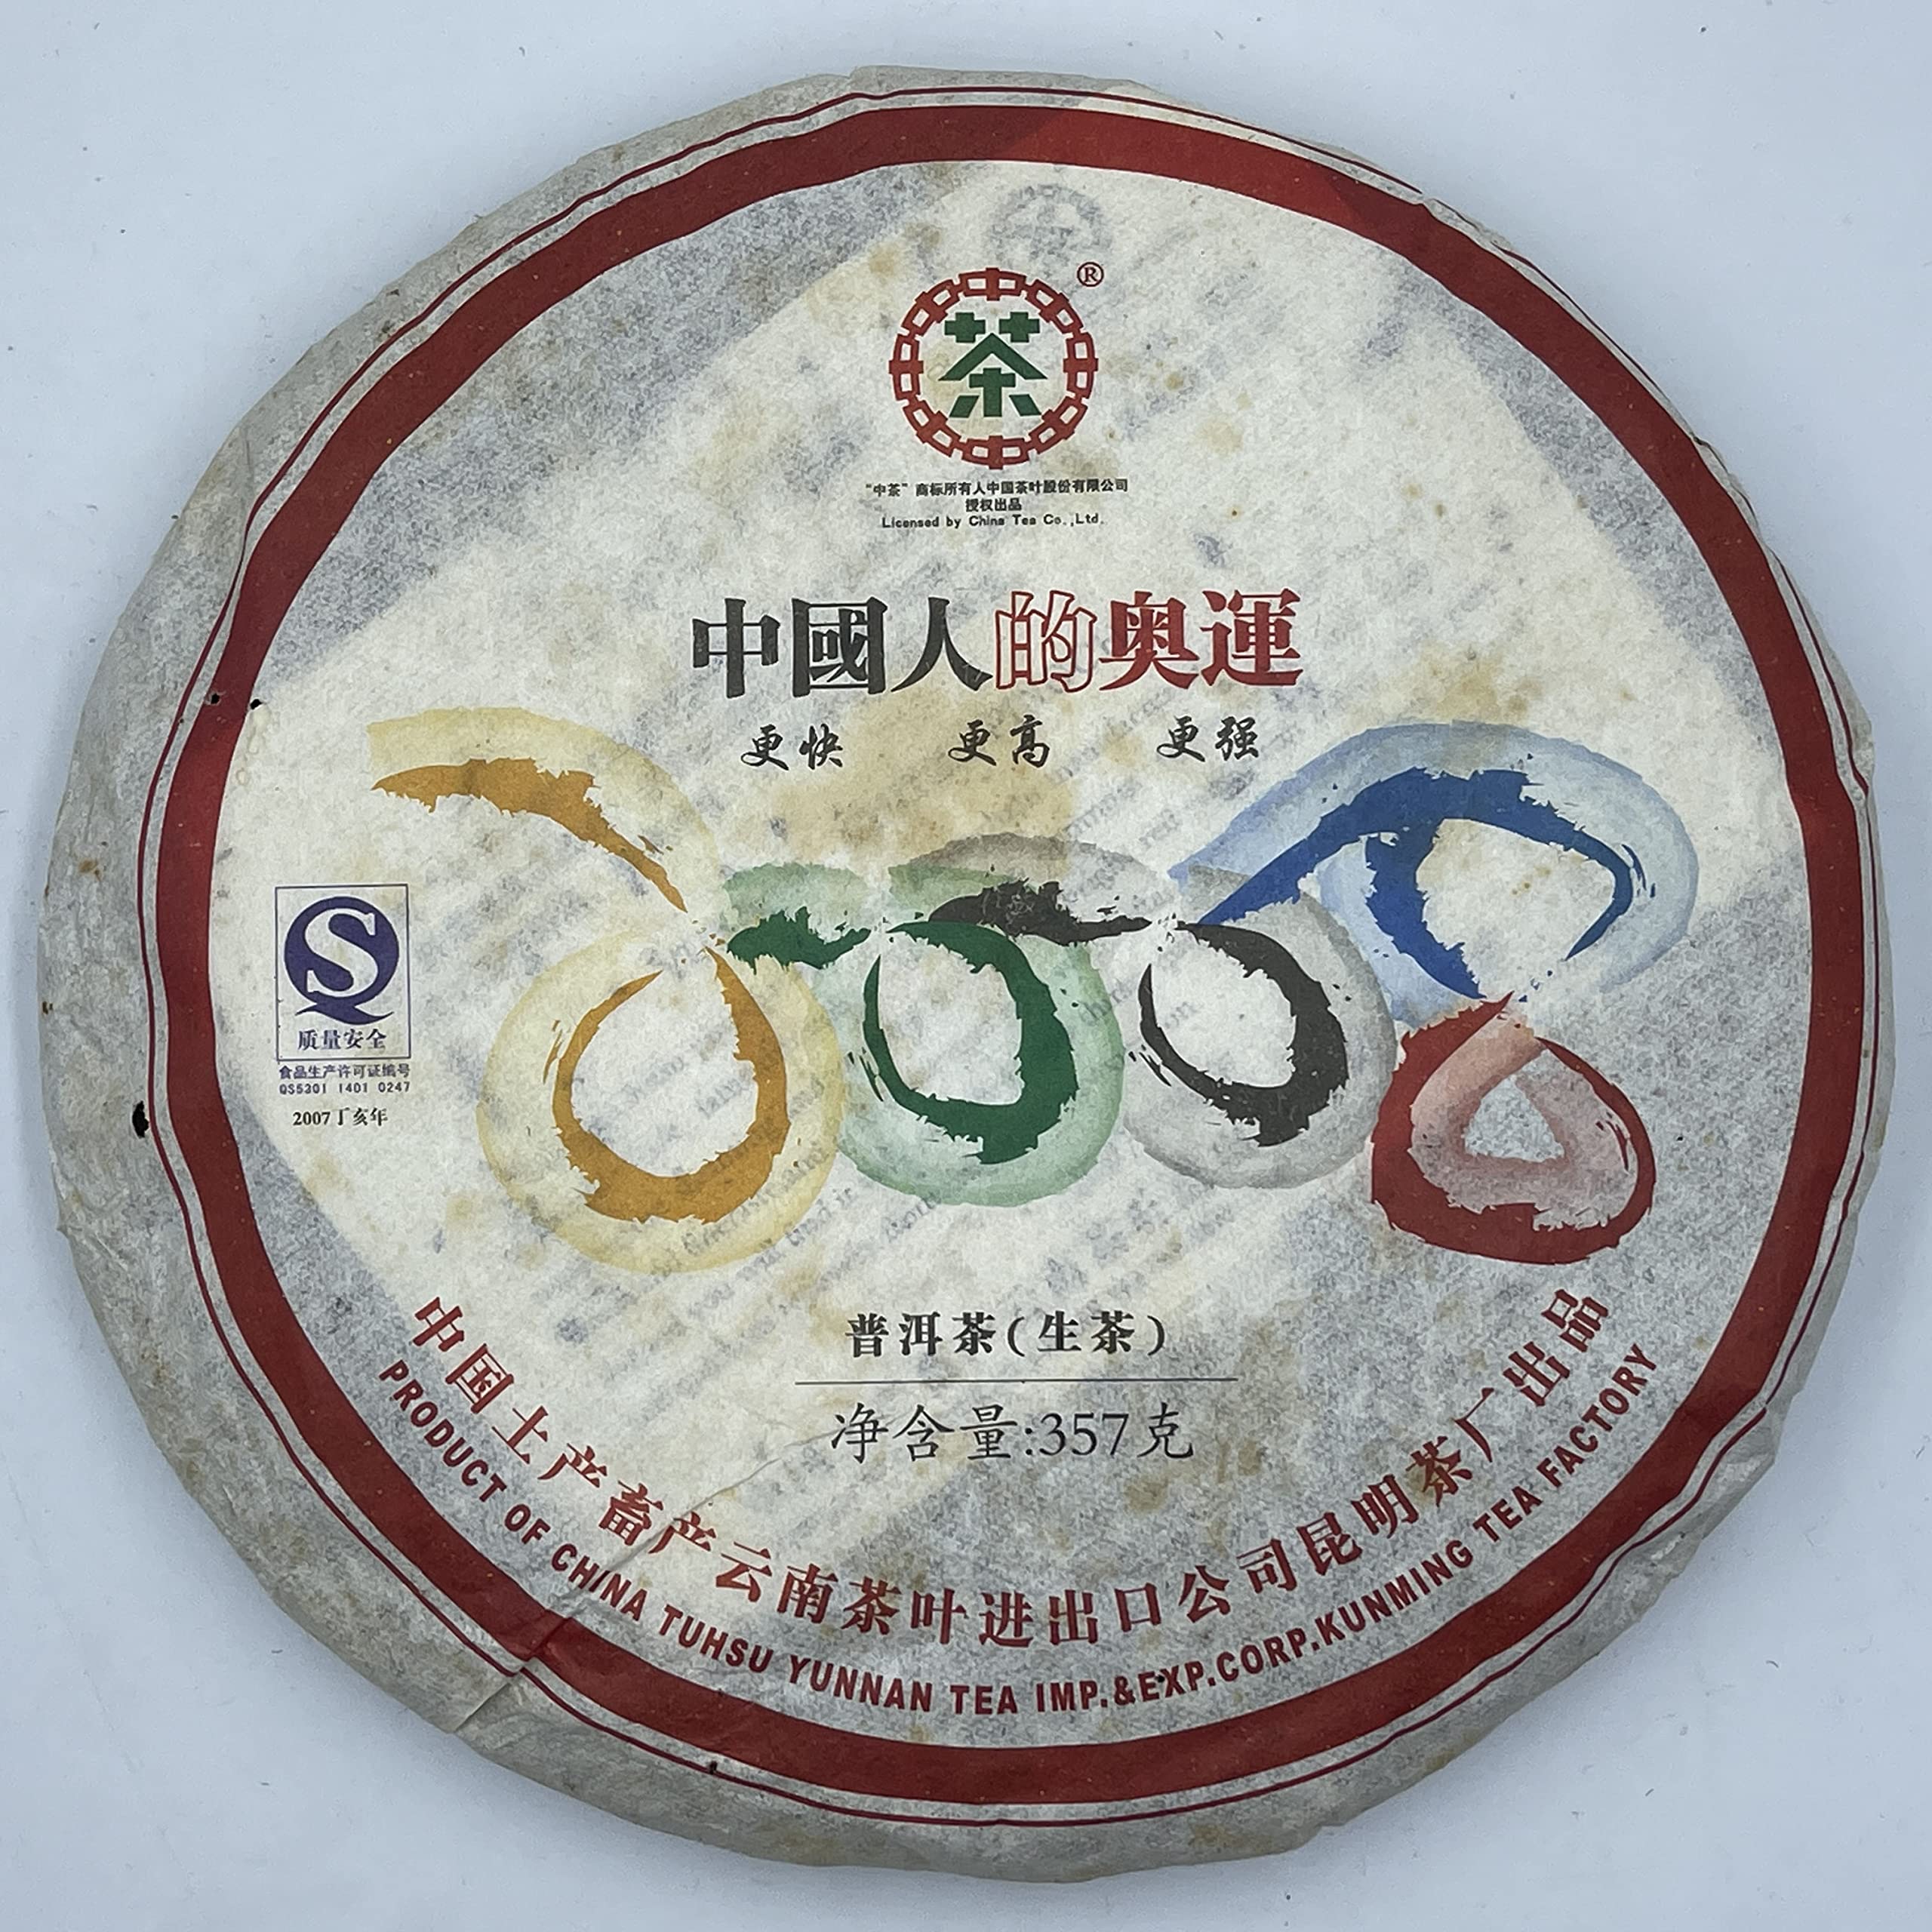 茶
®
“中茶”商标所有人中国茶叶股份有限公司
授权出品
Licensed by China Tea Co.,Ltd.
中國人的奥運
更快 更高 更强
2008
S
质量安全
食品生产许可证编号
QS5301 1401 0247
2007丁亥年
普洱茶(生茶)
净含量:357克
中国土产畜产云南茶叶进出口公司昆明茶厂出品
PRODUCT OF CHINA TUHSU YUNNAN TEA IMP.&EXP.CORP.KUNMING TEA FACTORY